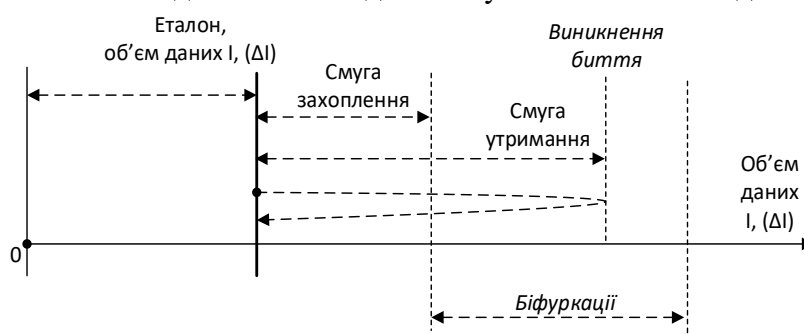 Еталон,
об’єм даних I, (ΔI)
Виникнення
биття
Смуга
захоплення
Смуга
утримання
Об’єм
даних
I, (ΔI)
0
Біфуркації